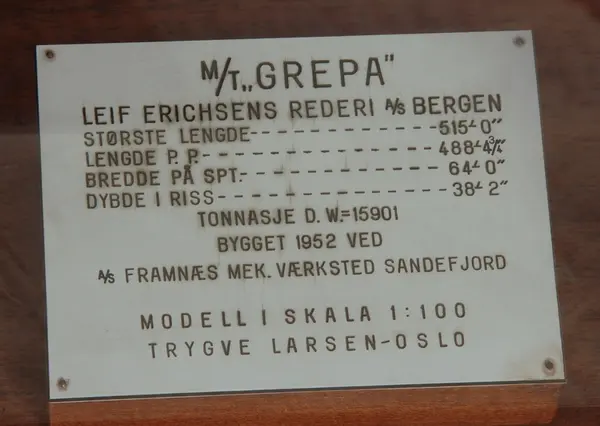 M/T „GREPA"
LEIF ERICHSENS REDERI A/S BERGEN
STØRSTE LENGDE-----------515'-0"
LENGDE P. P.--------------488'-4¾"
BREDDE PÅ SPT.------------64'-0"
DYBDE I RISS--------------38'-2"
TONNASJE D. W.=15901
BYGGET 1952 VED
A/S FRAMNÆS MEK. VÆRKSTED SANDEFJORD
MODELL I SKALA 1:100
TRYGVE LARSEN-OSLO